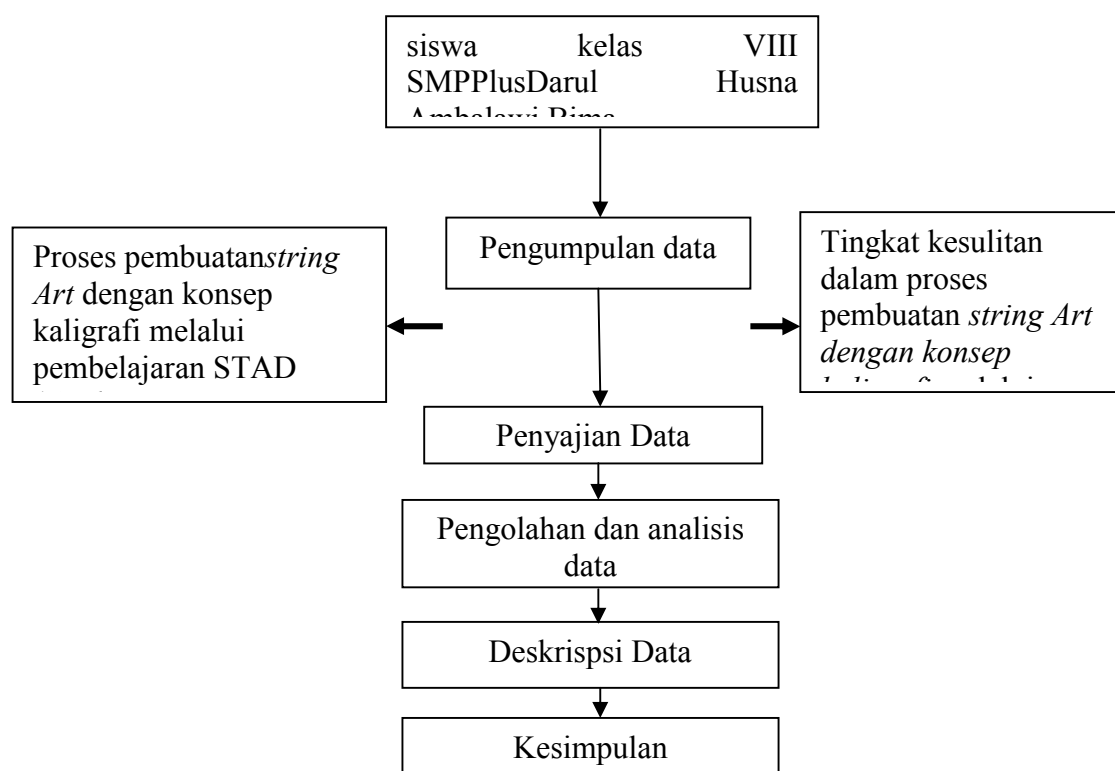 siswa kelas VIII
SMPPlusDarul Husna
Pengumpulan data
Proses pembuatanstring
Art dengan konsep
kaligrafi melalui
pembelajaran STAD
Tingkat kesulitan
dalam proses
pembuatan string Art
dengan konsep
Penyajian Data
Pengolahan dan analisis
data
Deskrispsi Data
Kesimpulan